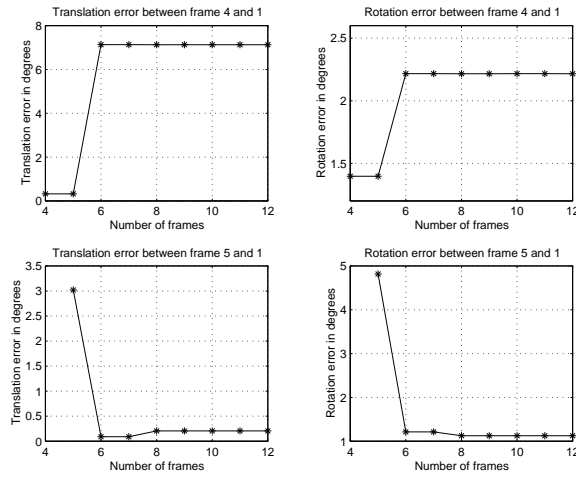 Translation error between frame 4 and 1
Translation error in degrees
8
6
4
2
0
4 6 8 10 12
Number of frames
Rotation error between frame 4 and 1
Rotation error in degrees
2.5
2
1.5
4 6 8 10 12
Number of frames
Translation error between frame 5 and 1
Translation error in degrees
3.5
3
2.5
2
1.5
1
0.5
0
4 6 8 10 12
Number of frames
Rotation error between frame 5 and 1
Rotation error in degrees
5
4
3
2
1
4 6 8 10 12
Number of frames